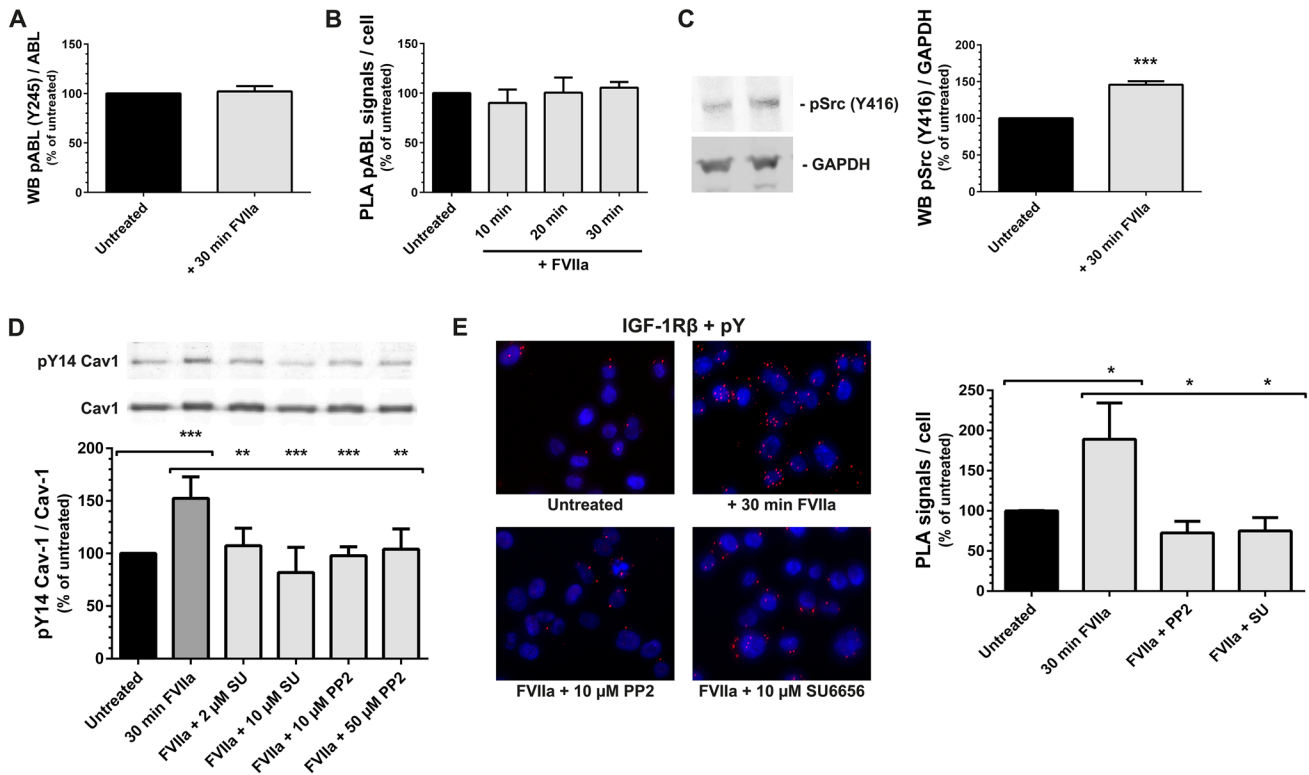 A
WB pABL (Y245) / ABL
(% of untreated)
150
100
50
0
Untreated
+ 30 min FVIIa
B
PLA pABL signals / cell
(% of untreated)
150
100
50
0
Untreated
10 min
20 min
30 min
+ FVIIa
C
- pSrc (Y416)
- GAPDH
WB pSrc (Y416) / GAPDH
(% of untreated)
200
150
100
50
0
***
Untreated
+ 30 min FVIIa
D
pY14 Cav1
Cav1
pY14 Cav-1 / Cav-1
(% of untreated)
200
150
100
50
0
***
** *** *** **
Untreated
30 min FVIIa
FVIIa + 2 µM SU
FVIIa + 10 µM SU
FVIIa + 10 µM PP2
FVIIa + 50 µM PP2
E
IGF-1Rβ + pY
Untreated
+ 30 min FVIIa
FVIIa + 10 µM PP2
FVIIa + 10 µM SU6656
PLA signals / cell
(% of untreated)
250
200
150
100
50
0
* * *
Untreated
30 min FVIIa
FVIIa + PP2
FVIIa + SU